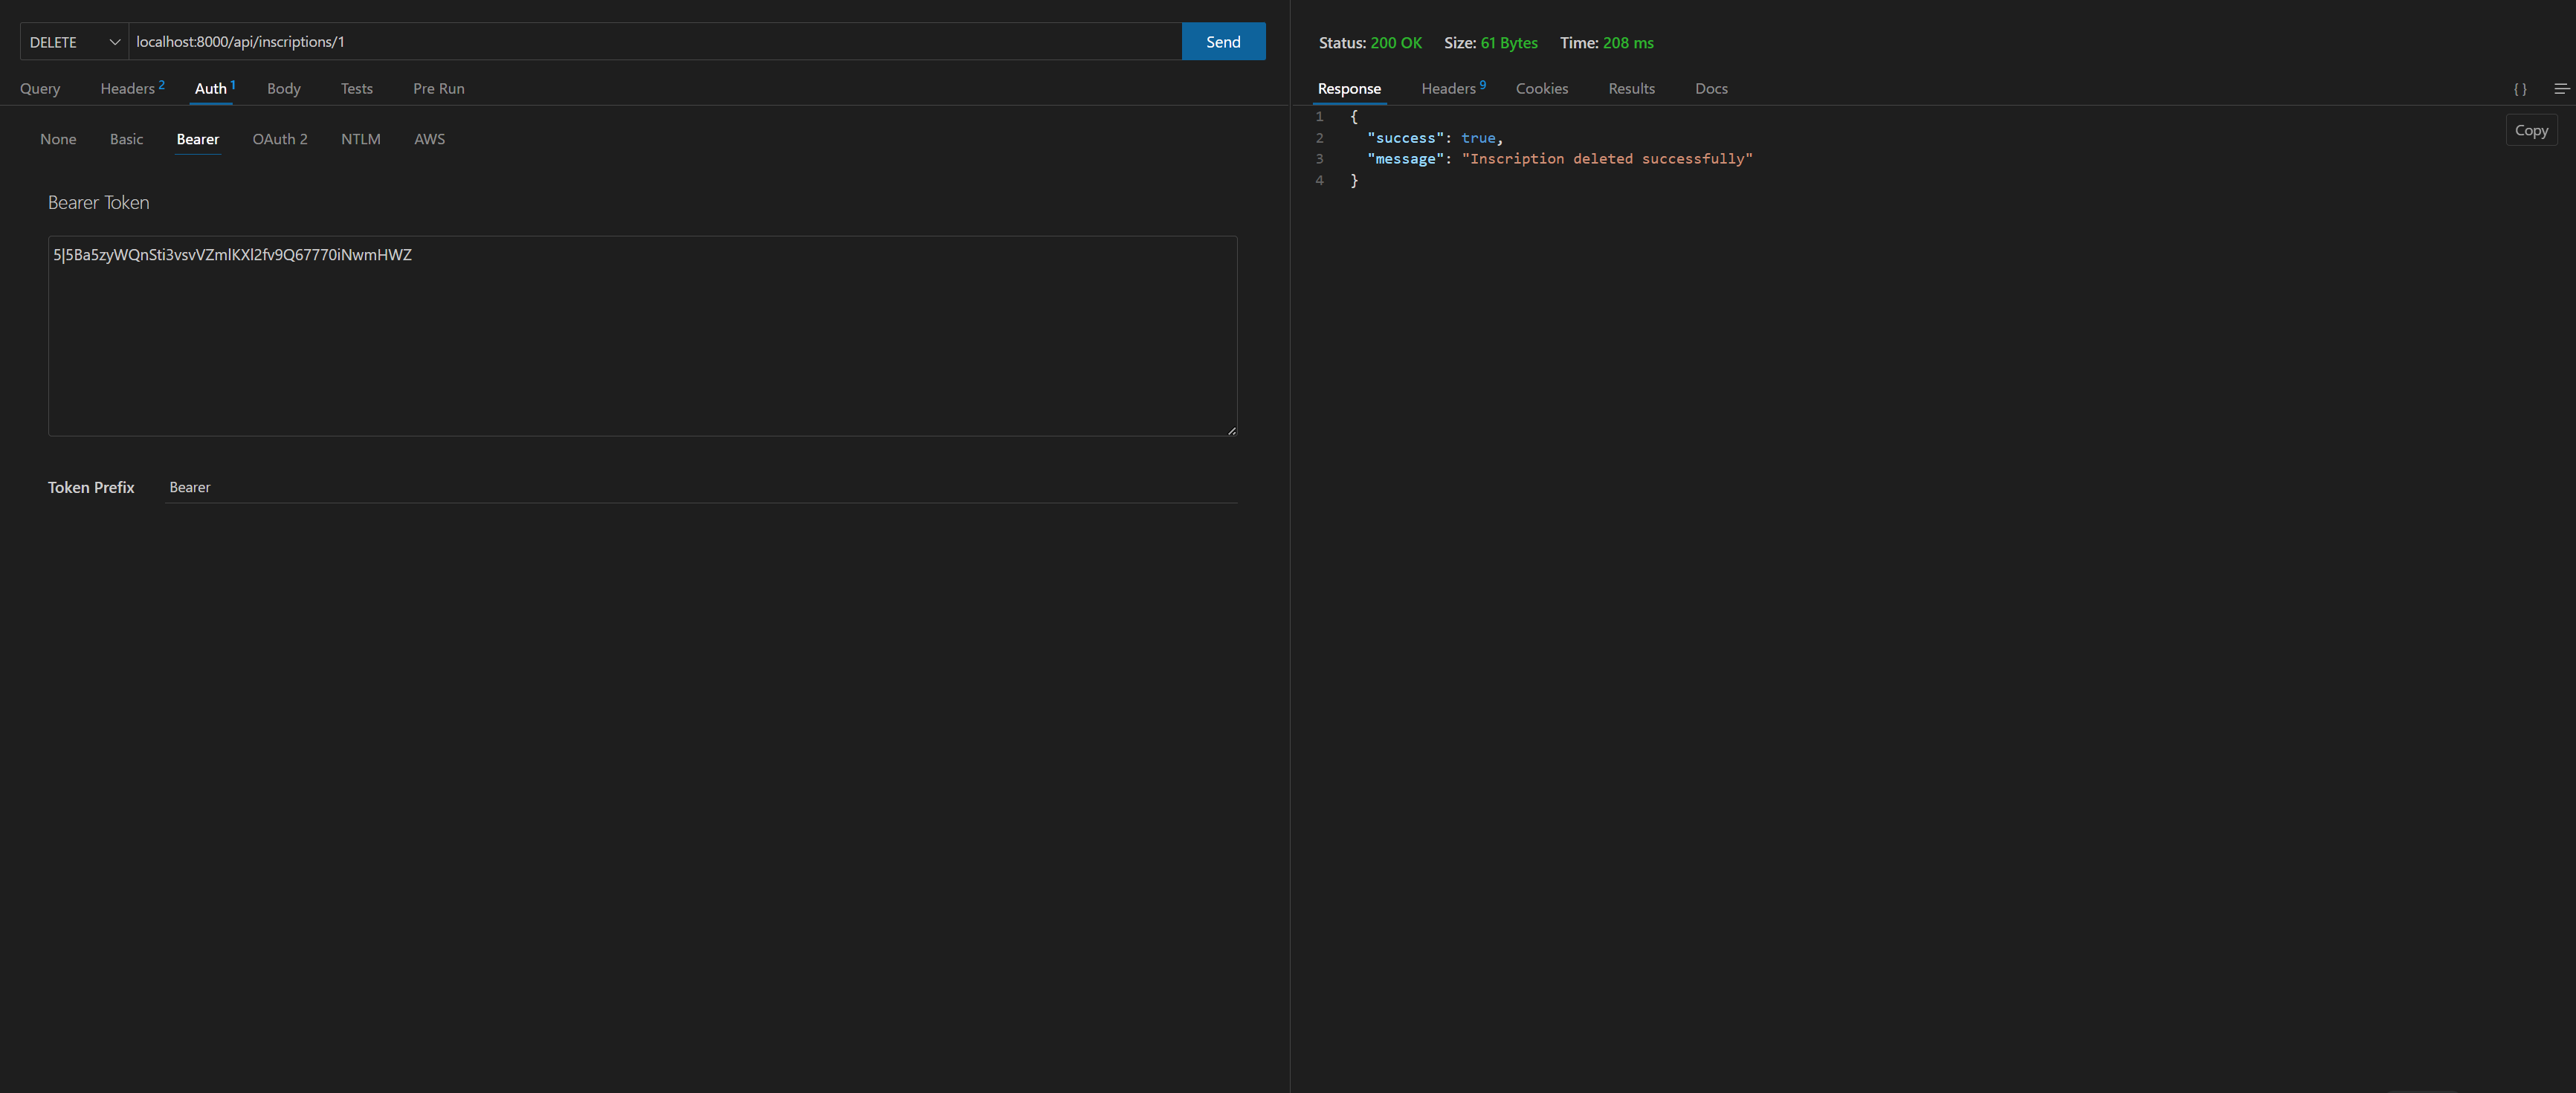 DELETE localhost:8000/api/inscriptions/1 Send
Query Headers 2 Auth 1 Body Tests Pre Run
None Basic Bearer OAuth 2 NTLM AWS
Bearer Token
5|5Ba5zyWQnSti3vsvVZmlKXl2fv9Q67770iNwmHWZ
Token Prefix Bearer
Status: 200 OK Size: 61 Bytes Time: 208 ms
Response Headers 9 Cookies Results Docs { }
Copy
1 {
2 "success": true,
3 "message": "Inscription deleted successfully"
4 }